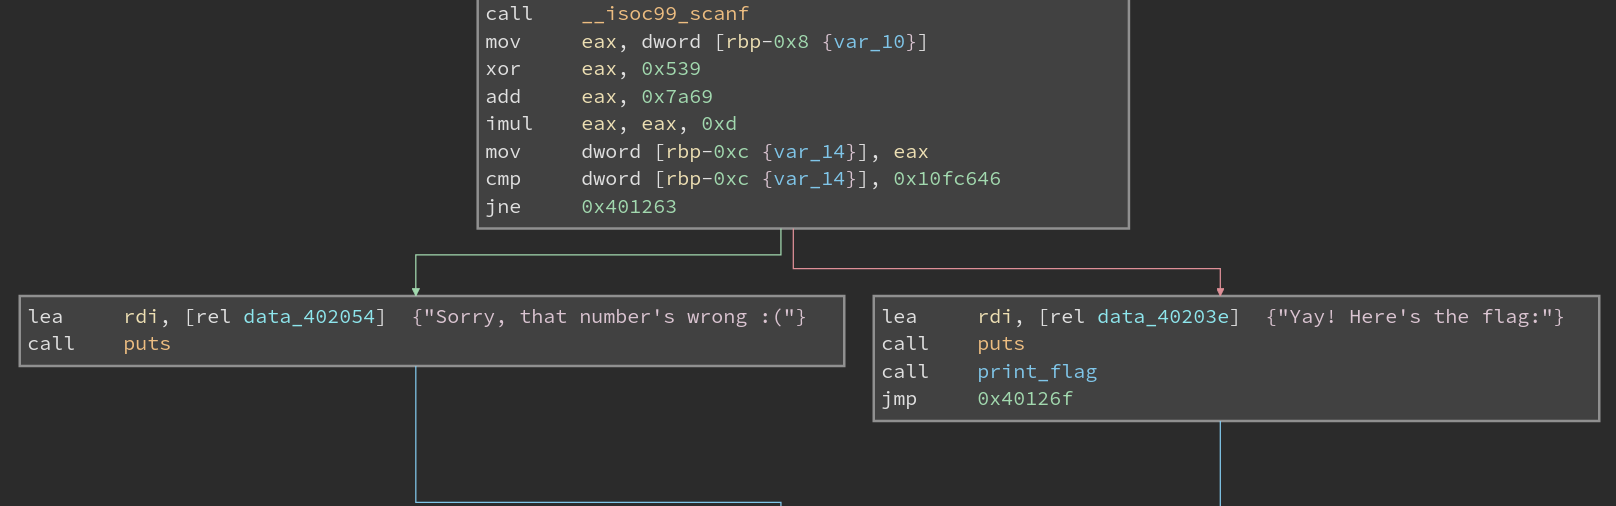 call    __isoc99_scanf
mov     eax, dword [rbp-0x8 {var_10}]
xor     eax, 0x539
add     eax, 0x7a69
imul    eax, eax, 0xd
mov     dword [rbp-0xc {var_14}], eax
cmp     dword [rbp-0xc {var_14}], 0x10fc646
jne     0x401263
lea     rdi, [rel data_402054]  {"Sorry, that number's wrong :("}
call    puts
lea     rdi, [rel data_40203e]  {"Yay! Here's the flag:"}
call    puts
call    print_flag
jmp     0x40126f